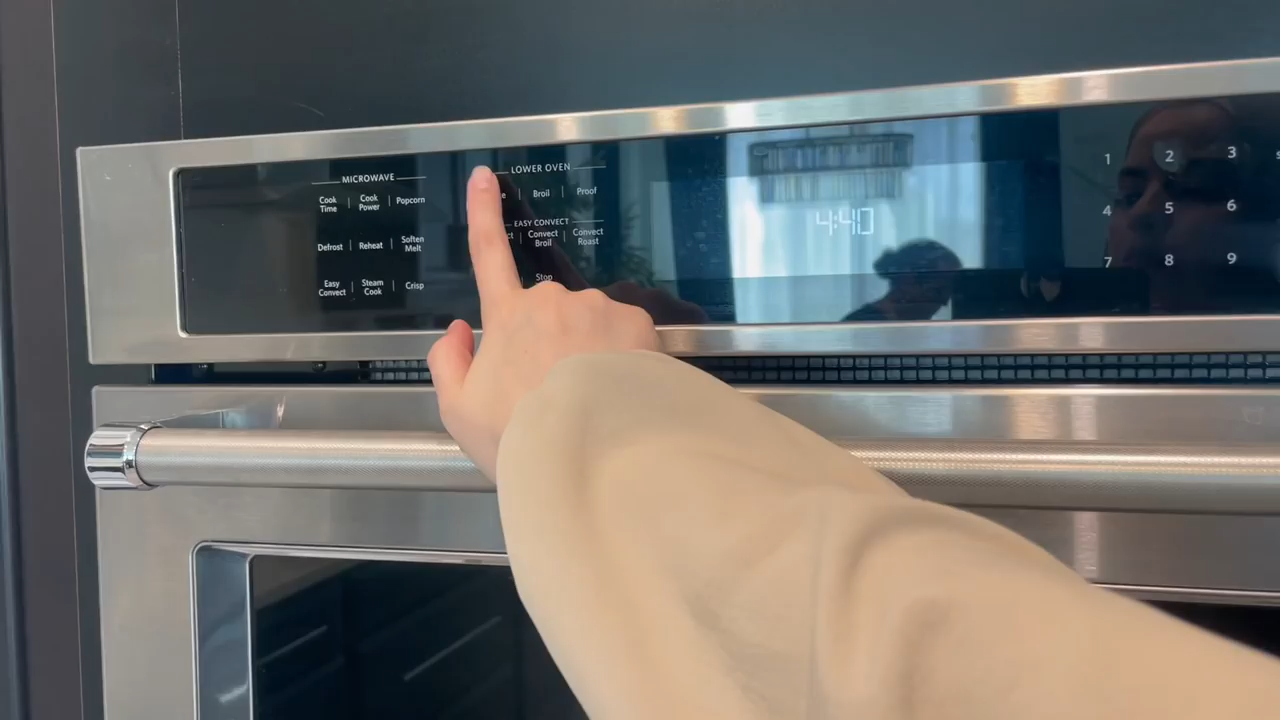 MICROWAVE
Cook Time | Cook Power | Popcorn
Defrost | Reheat | Soften Melt
Easy Convect | Steam Cook | Crisp
LOWER OVEN
Broil | Proof
EASY CONVECT
Convect Broil | Convect Roast
Stop
4:40
1 2 3
4 5 6
7 8 9